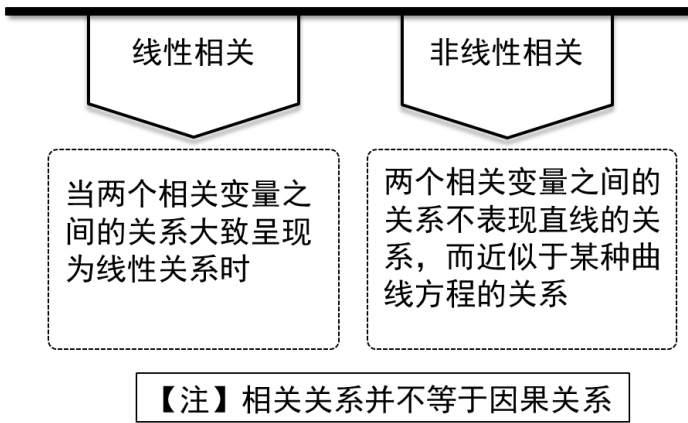 线性相关
非线性相关
当两个相关变量之
间的关系大致呈现
为线性关系时
两个相关变量之间的
关系不表现直线的关
系，而近似于某种曲
线方程的关系
【注】相关关系并不等于因果关系